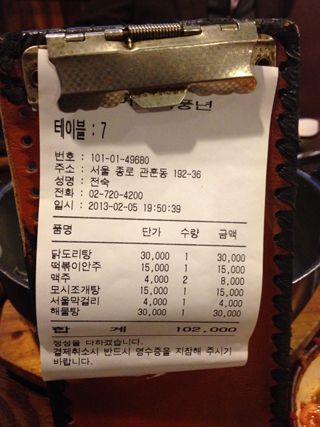 풍년
테이블 : 7
번호 : 101-01-49680
주소 : 서울 종로 관훈동 192-36
성명 : 전숙
전화 : 02-720-4200
일시 : 2013-02-05 19:50:39
품명 단가 수량 금액
닭도리탕 30,000 1 30,000
떡볶이안주 15,000 1 15,000
맥주 4,000 2 8,000
모시조개탕 15,000 1 15,000
서울막걸리 4,000 1 4,000
해물탕 30,000 1 30,000
합 계 102,000
정성을 다하겠습니다.
결제취소시 반드시 영수증을 지참해 주시기
바랍니다.